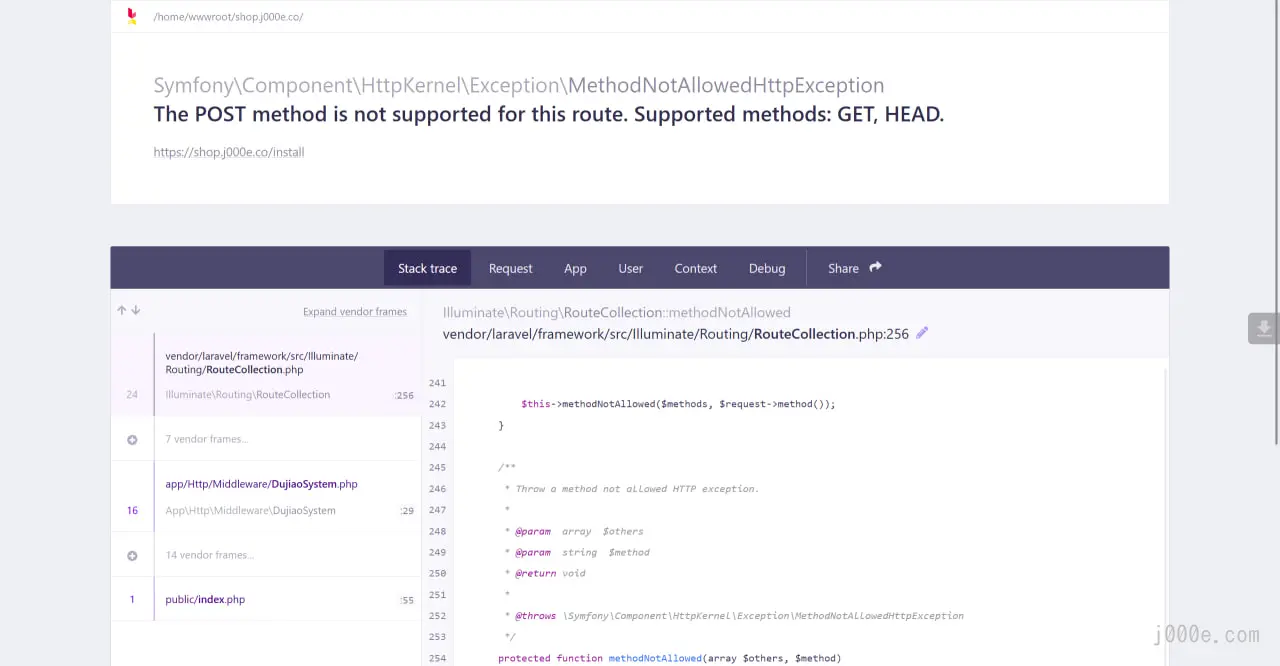 /home/wwwroot/shop.j000e.co/
Symfony\Component\HttpKernel\Exception\MethodNotAllowedHttpException
The POST method is not supported for this route. Supported methods: GET, HEAD.
https://shop.j000e.co/install
Stack trace Request App User Context Debug Share
Expand vendor frames
vendor/laravel/framework/src/Illuminate/
Routing/RouteCollection.php
24 Illuminate\Routing\RouteCollection :256
7 vendor frames...
app/Http/Middleware/DujiaoSystem.php
16 App\Http\Middleware\DujiaoSystem :29
14 vendor frames...
1 public/index.php :55
Illuminate\Routing\RouteCollection::methodNotAllowed
vendor/laravel/framework/src/Illuminate/Routing/RouteCollection.php:256
241
242 $this->methodNotAllowed($methods, $request->method());
243 }
244
245 /**
246 * Throw a method not allowed HTTP exception.
247 *
248 * @param array $others
249 * @param string $method
250 * @return void
251 *
252 * @throws \Symfony\Component\HttpKernel\Exception\MethodNotAllowedHttpException
253 */
254 protected function methodNotAllowed(array $others, $method)
j000e.com